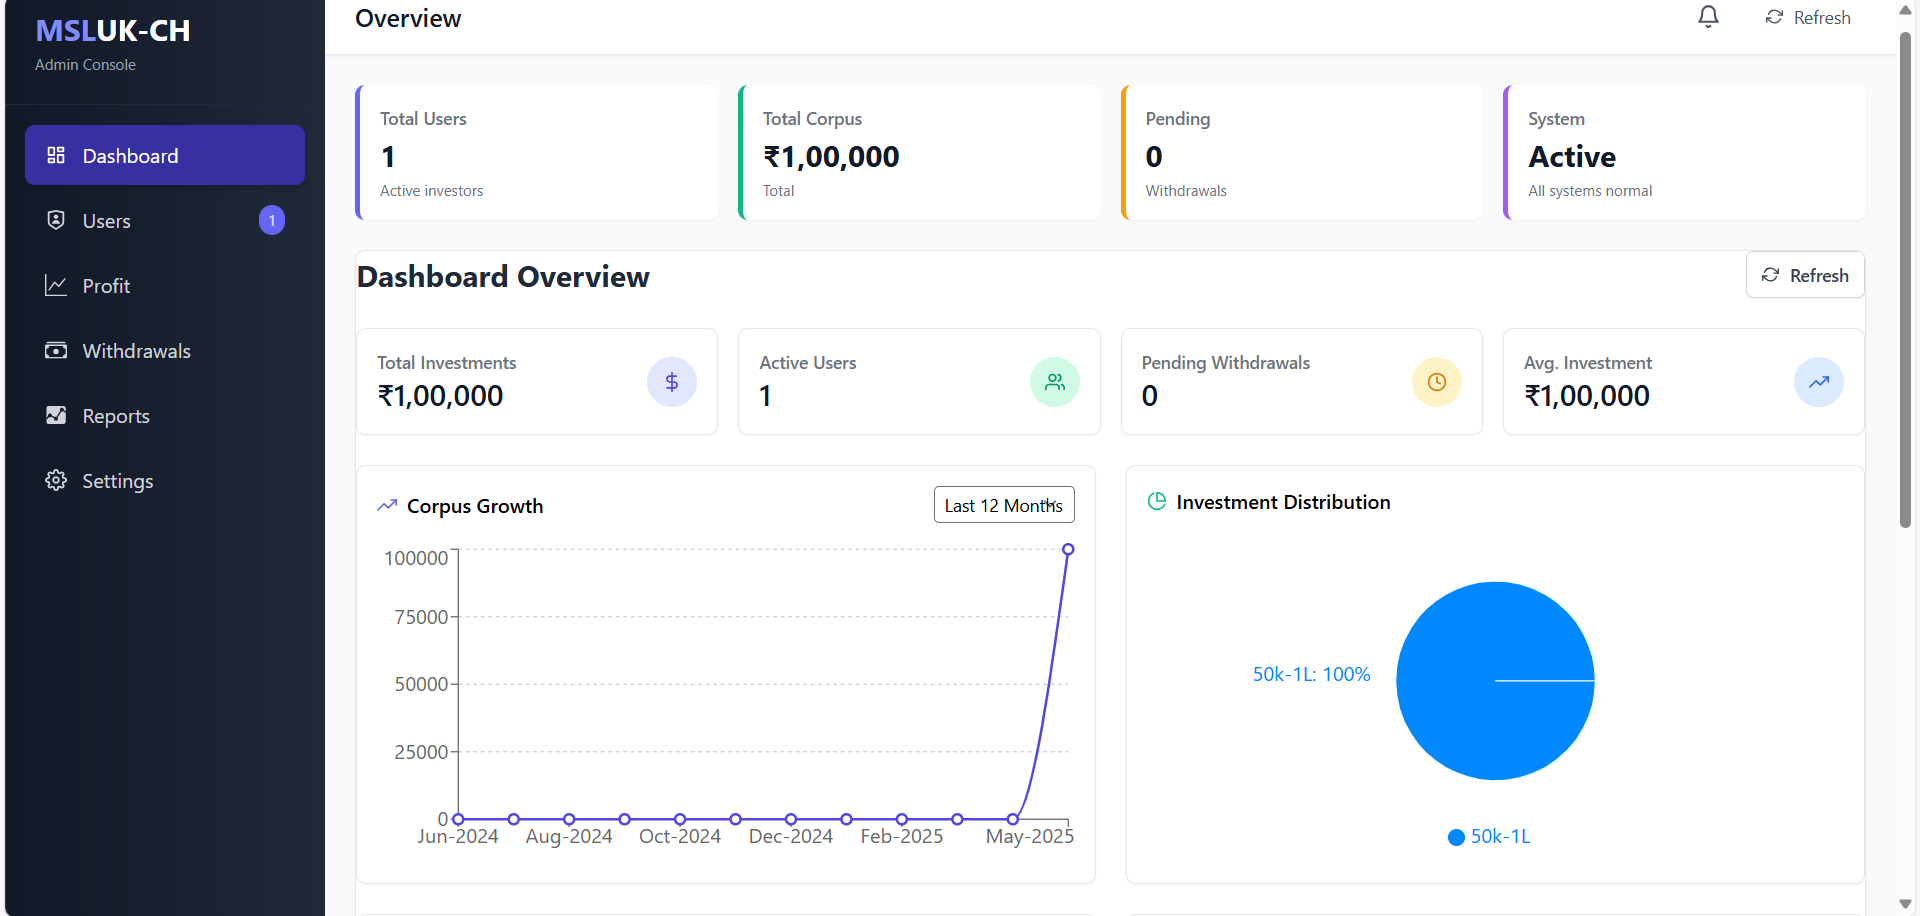 MSLUK-CH
Admin Console
Dashboard
Users
1
Profit
Withdrawals
Reports
Settings
Overview
Refresh
Total Users
1
Active investors
Total Corpus
₹1,00,000
Total
Pending
0
Withdrawals
System
Active
All systems normal
Dashboard Overview
Refresh
Total Investments
₹1,00,000
$
Active Users
1
Pending Withdrawals
0
Avg. Investment
₹1,00,000
Corpus Growth
Last 12 Months
100000
75000
50000
25000
0
Jun-2024 Aug-2024 Oct-2024 Dec-2024 Feb-2025 May-2025
Investment Distribution
50k-1L: 100%
50k-1L